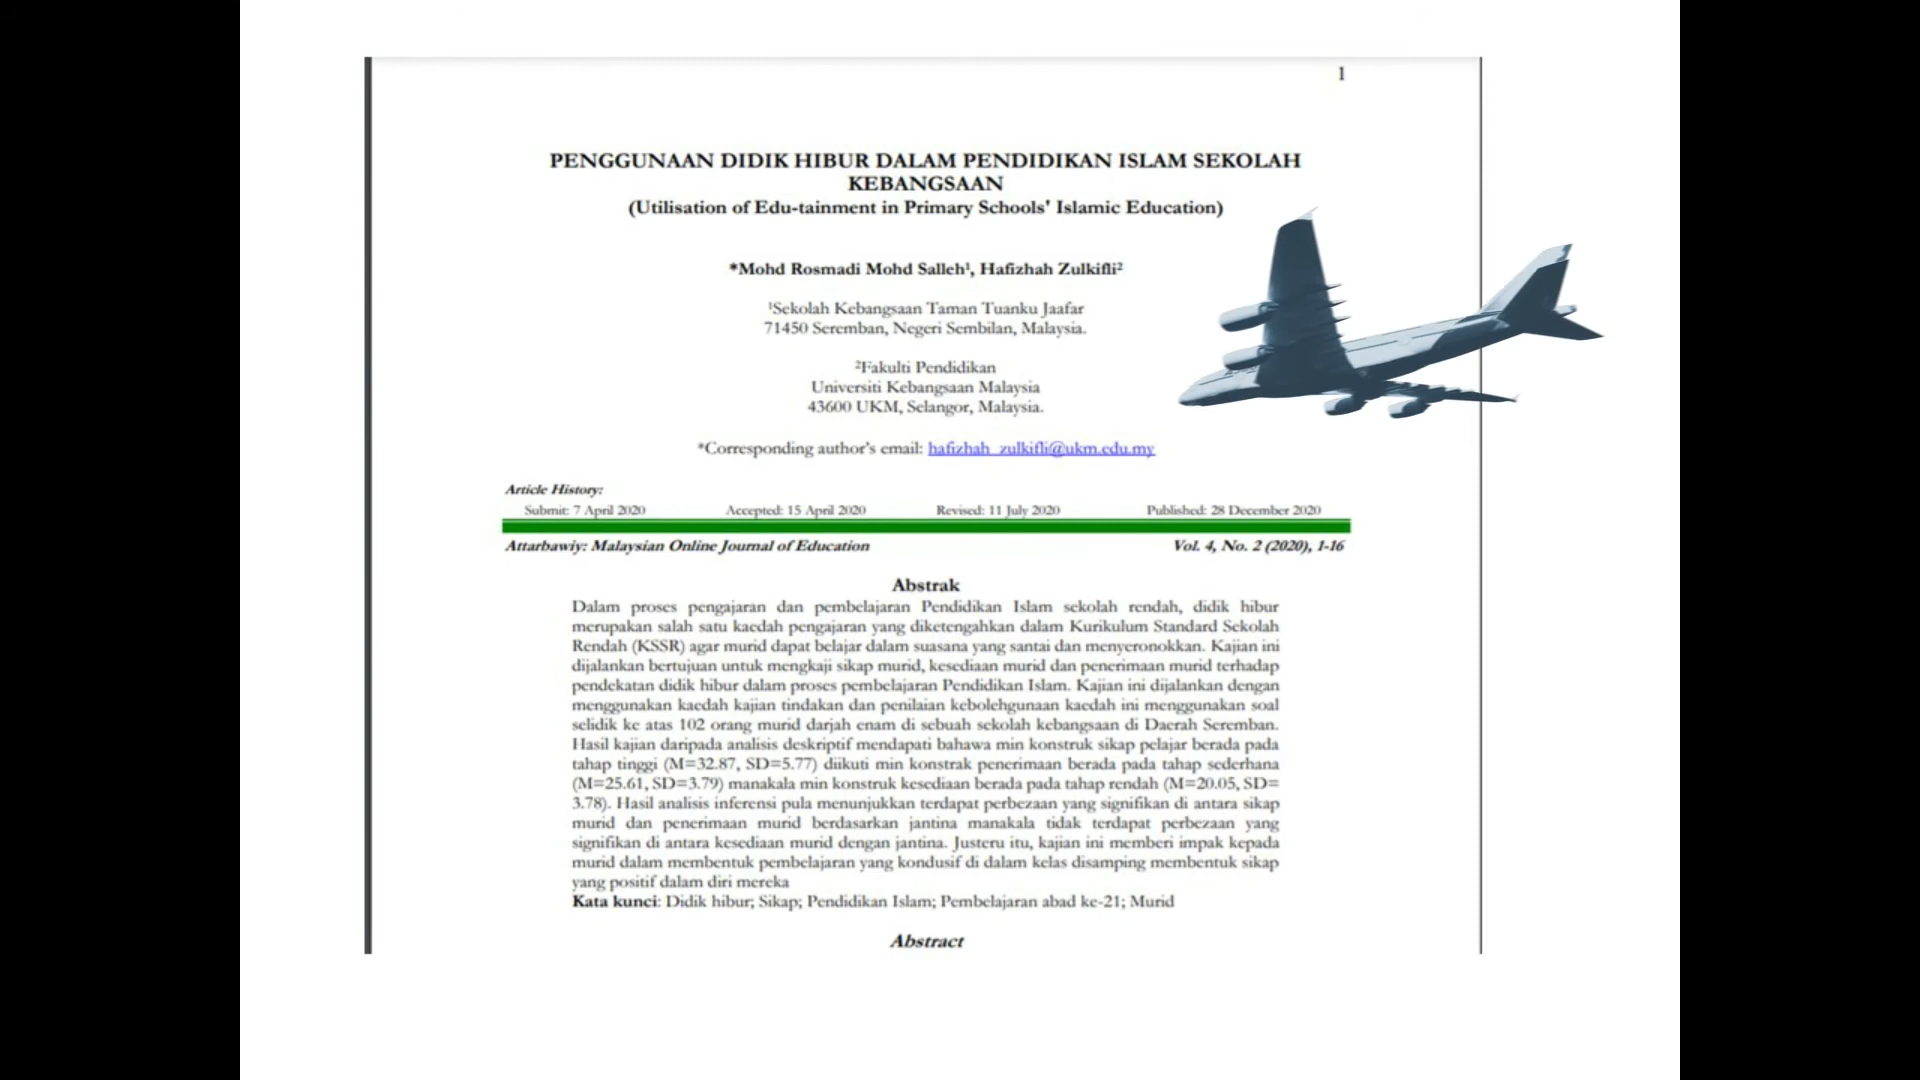 1
PENGGUNAAN DIDIK HIBUR DALAM PENDIDIKAN ISLAM SEKOLAH
KEBANGSAAN
(Utilisation of Edu-tainment in Primary Schools' Islamic Education)
*Mohd Rosmadi Mohd Salleh¹, Hafizhah Zulkifli²
¹Sekolah Kebangsaan Taman Tuanku Jaafar
71450 Seremban, Negeri Sembilan, Malaysia.
²Fakulti Pendidikan
Universiti Kebangsaan Malaysia
43600 UKM, Selangor, Malaysia.
*Corresponding author's email: hafizhah_zulkifli@ukm.edu.my
Article History:
Submit: 7 April 2020 Accepted: 15 April 2020 Revised: 11 July 2020 Published: 28 December 2020
Attarbawiy: Malaysian Online Journal of Education Vol. 4, No. 2 (2020), 1-16
Abstrak
Dalam proses pengajaran dan pembelajaran Pendidikan Islam sekolah rendah, didik hibur
merupakan salah satu kaedah pengajaran yang diketengahkan dalam Kurikulum Standard Sekolah
Rendah (KSSR) agar murid dapat belajar dalam suasana yang santai dan menyeronokkan. Kajian ini
dijalankan bertujuan untuk mengkaji sikap murid, kesediaan murid dan penerimaan murid terhadap
pendekatan didik hibur dalam proses pembelajaran Pendidikan Islam. Kajian ini dijalankan dengan
menggunakan kaedah kajian tindakan dan penilaian kebolehgunaan kaedah ini menggunakan soal
selidik ke atas 102 orang murid darjah enam di sebuah sekolah kebangsaan di Daerah Seremban.
Hasil kajian daripada analisis deskriptif mendapati bahawa min konstruk sikap pelajar berada pada
tahap tinggi (M=32.87, SD=5.77) diikuti min konstrak penerimaan berada pada tahap sederhana
(M=25.61, SD=3.79) manakala min konstruk kesediaan berada pada tahap rendah (M=20.05, SD=
3.78). Hasil analisis inferensi pula menunjukkan terdapat perbezaan yang signifikan di antara sikap
murid dan penerimaan murid berdasarkan jantina manakala tidak terdapat perbezaan yang
signifikan di antara kesediaan murid dengan jantina. Justeru itu, kajian ini memberi impak kepada
murid dalam membentuk pembelajaran yang kondusif di dalam kelas disamping membentuk sikap
yang positif dalam diri mereka
Kata kunci: Didik hibur; Sikap; Pendidikan Islam; Pembelajaran abad ke-21; Murid
Abstract